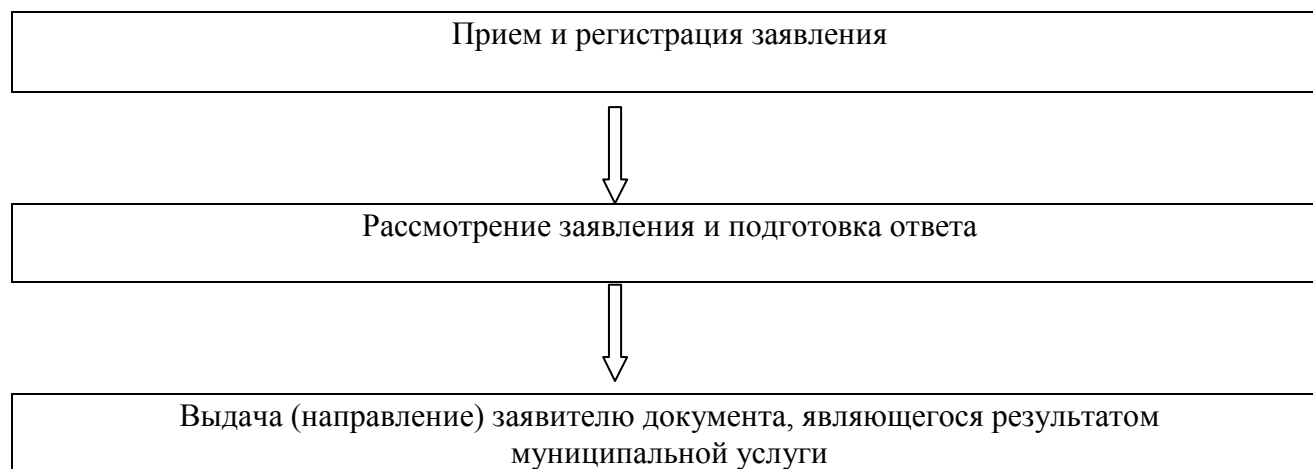 Прием и регистрация заявления
Рассмотрение заявления и подготовка ответа
Выдача (направление) заявителю документа, являющегося результатом
муниципальной услуги